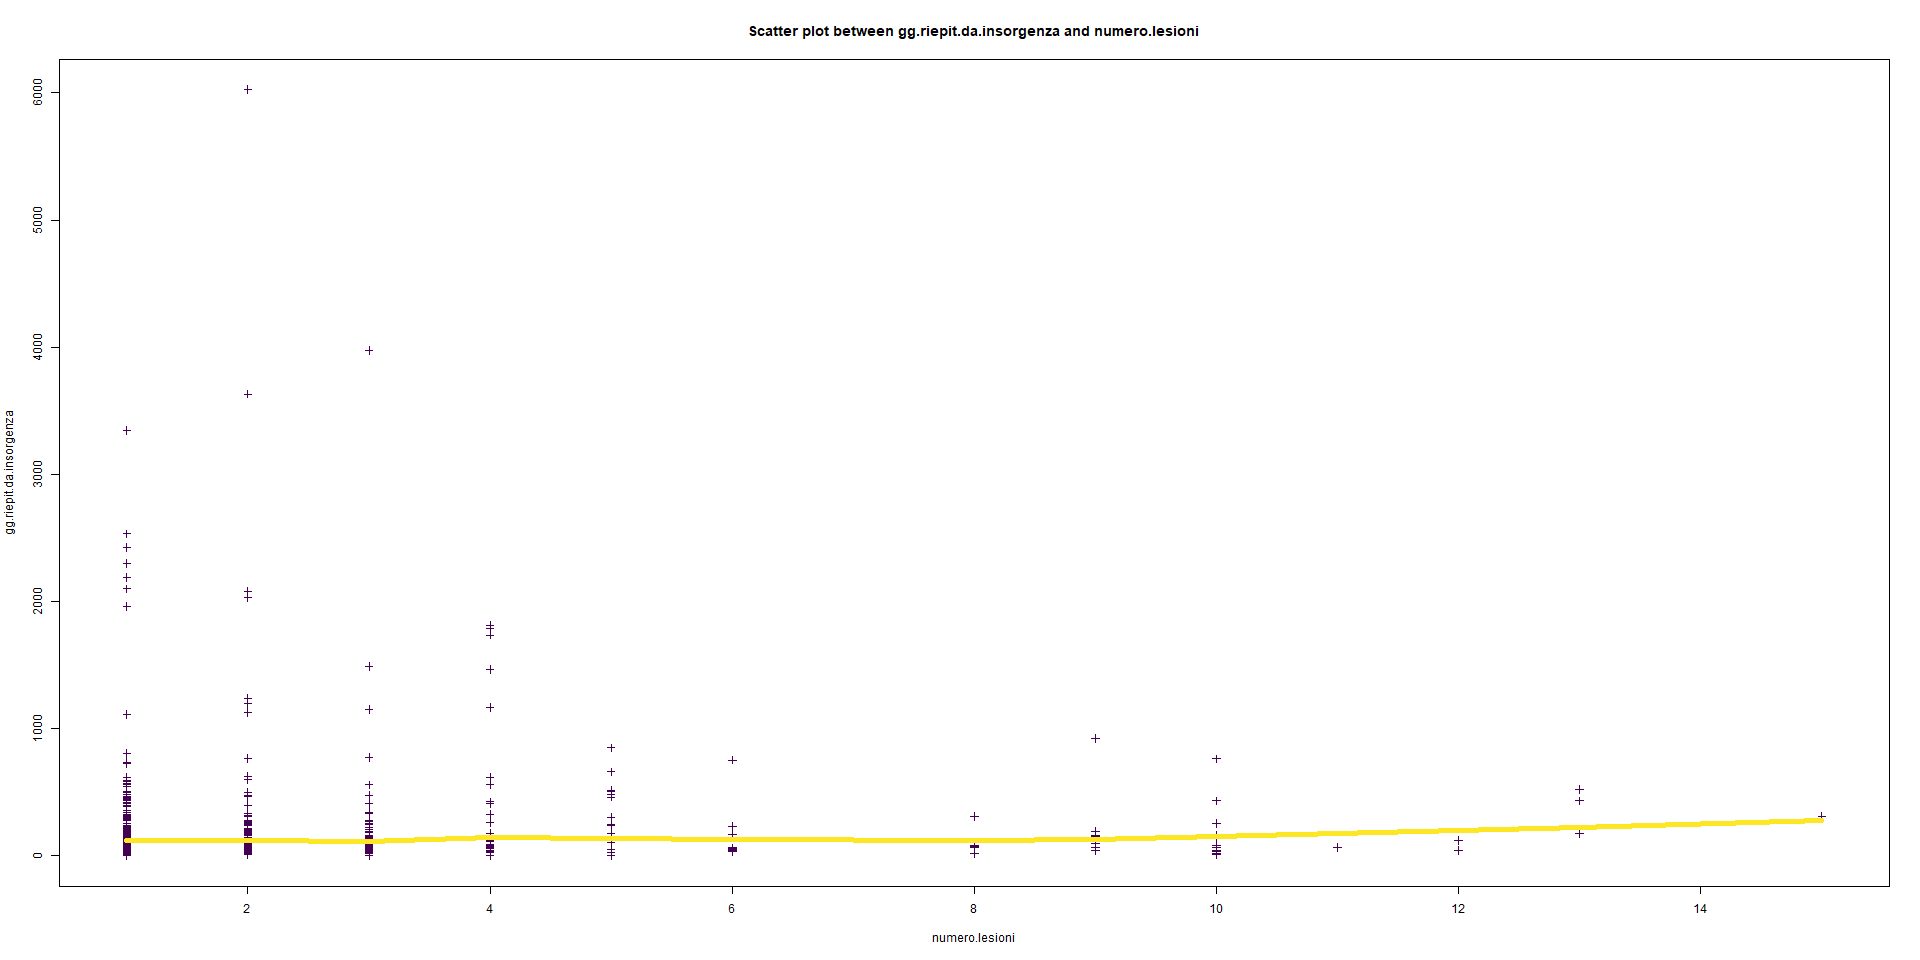 Scatter plot between gg.riepit.da.insorgenza and numero.lesioni
gg.riepit.da.insorgenza
6000
5000
4000
3000
2000
1000
0
2 4 6 8 10 12 14
numero.lesioni